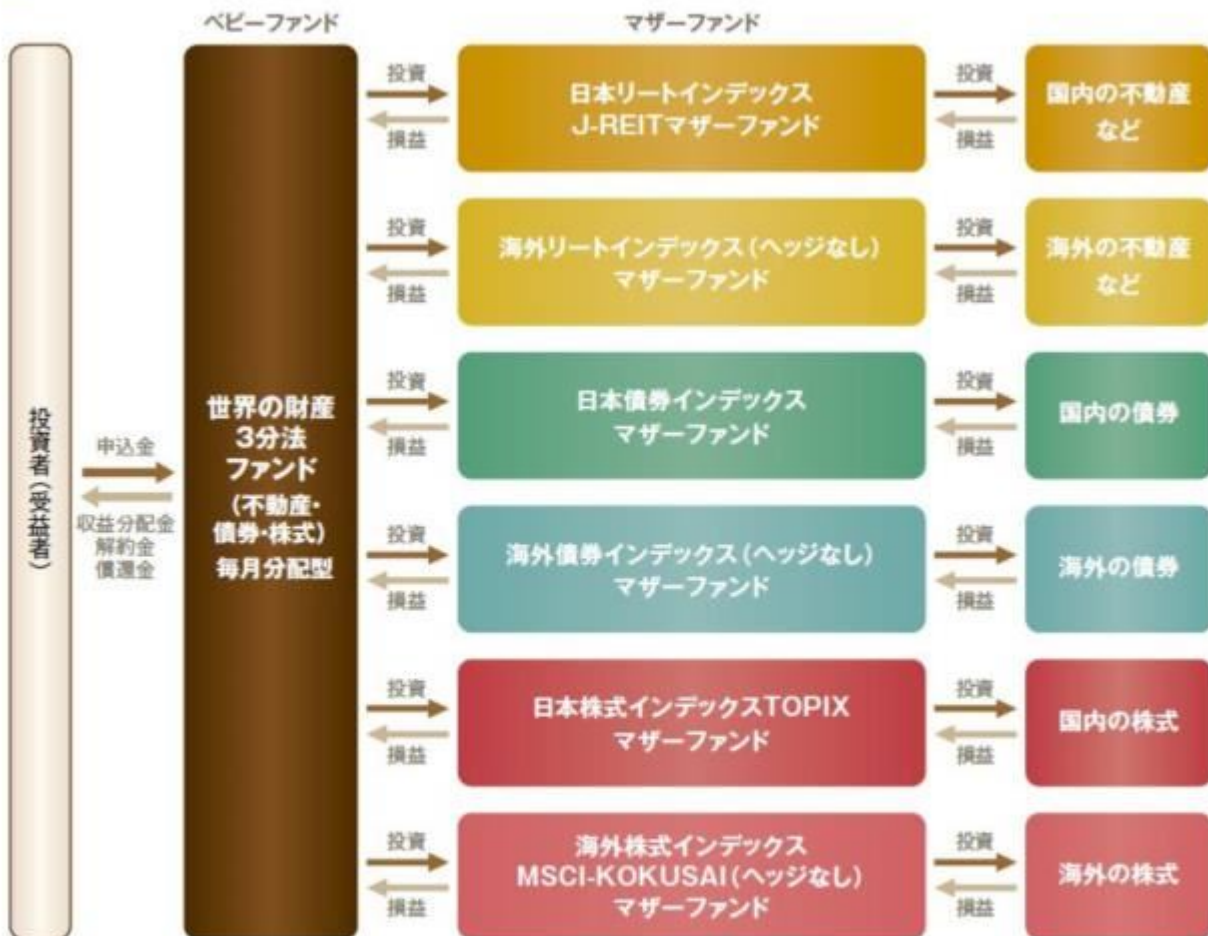 ベビーファンド
マザーファンド
投資者(受益者)
申込金
収益分配金
解約金
償還金
世界の財産
3分法
ファンド
(不動産・
債券・株式)
毎月分配型
投資
損益
日本リートインデックス
J-REITマザーファンド
投資
損益
国内の不動産
など
投資
損益
海外リートインデックス(ヘッジなし)
マザーファンド
投資
損益
海外の不動産
など
投資
損益
日本債券インデックス
マザーファンド
投資
損益
国内の債券
投資
損益
海外債券インデックス(ヘッジなし)
マザーファンド
投資
損益
海外の債券
投資
損益
日本株式インデックスTOPIX
マザーファンド
投資
損益
国内の株式
投資
損益
海外株式インデックス
MSCI-KOKUSAI(ヘッジなし)
マザーファンド
投資
損益
海外の株式